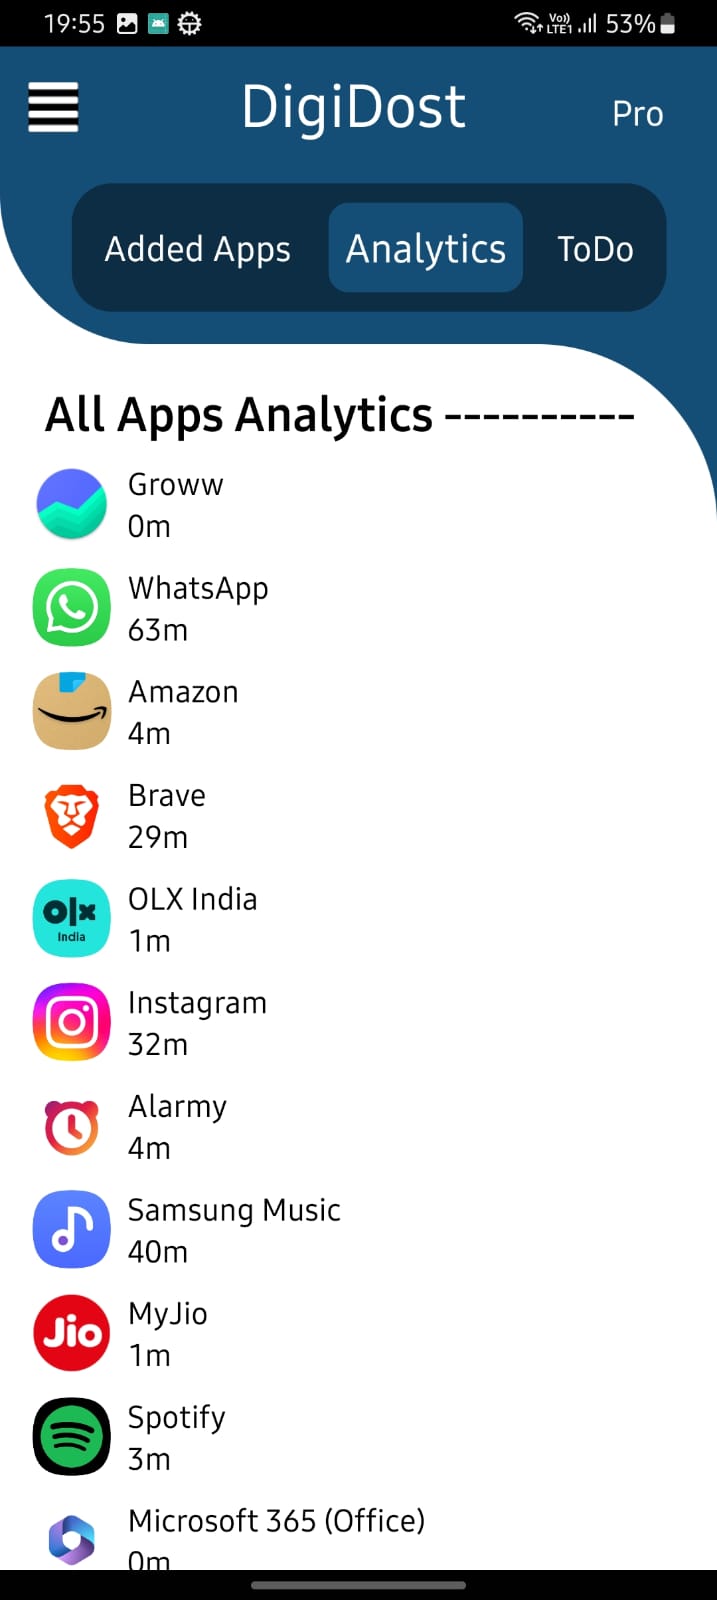 19:55
Vo)) LTE1 53%
DigiDost
Pro
Added Apps
Analytics
ToDo
All Apps Analytics ----------
Groww
0m
WhatsApp
63m
Amazon
4m
Brave
29m
olx
India
OLX India
1m
Instagram
32m
Alarmy
4m
Samsung Music
40m
Jio
MyJio
1m
Spotify
3m
Microsoft 365 (Office)
0m